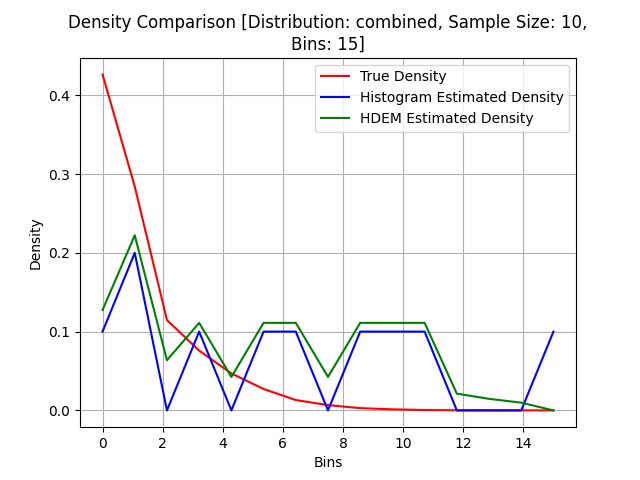 Density Comparison [Distribution: combined, Sample Size: 10,
Bins: 15]
True Density
Histogram Estimated Density
HDEM Estimated Density
Density
0.4
0.3
0.2
0.1
0.0
0 2 4 6 8 10 12 14
Bins